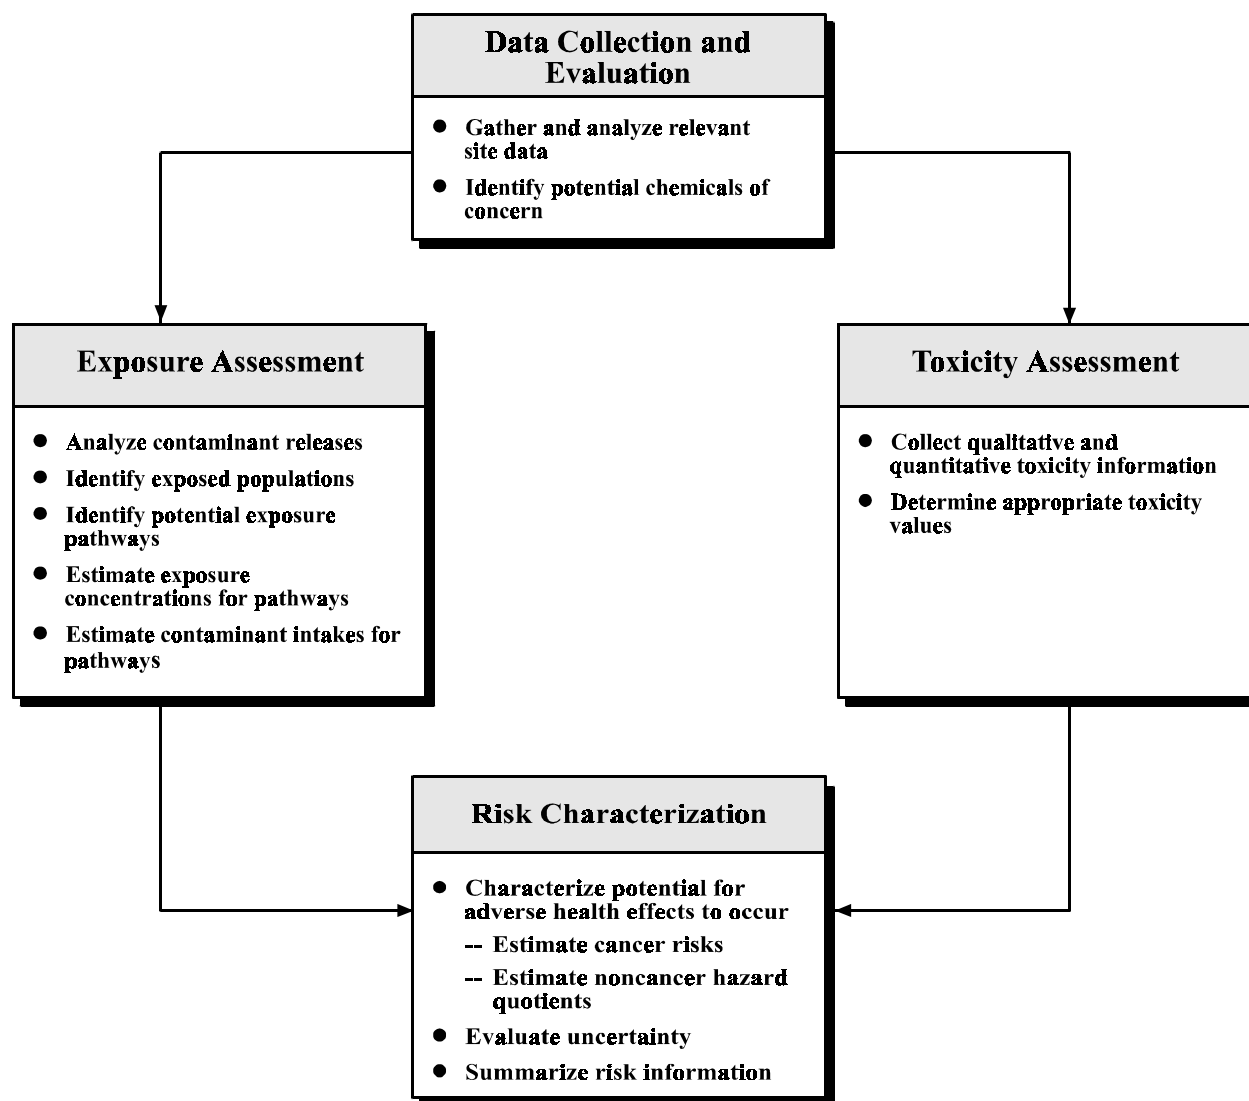 Data Collection and
Evaluation
● Gather and analyze relevant
site data
● Identify potential chemicals of
concern
Exposure Assessment
● Analyze contaminant releases
● Identify exposed populations
● Identify potential exposure
pathways
● Estimate exposure
concentrations for pathways
● Estimate contaminant intakes for
pathways
Toxicity Assessment
● Collect qualitative and
quantitative toxicity information
● Determine appropriate toxicity
values
Risk Characterization
● Characterize potential for
adverse health effects to occur
-- Estimate cancer risks
-- Estimate noncancer hazard
quotients
● Evaluate uncertainty
● Summarize risk information